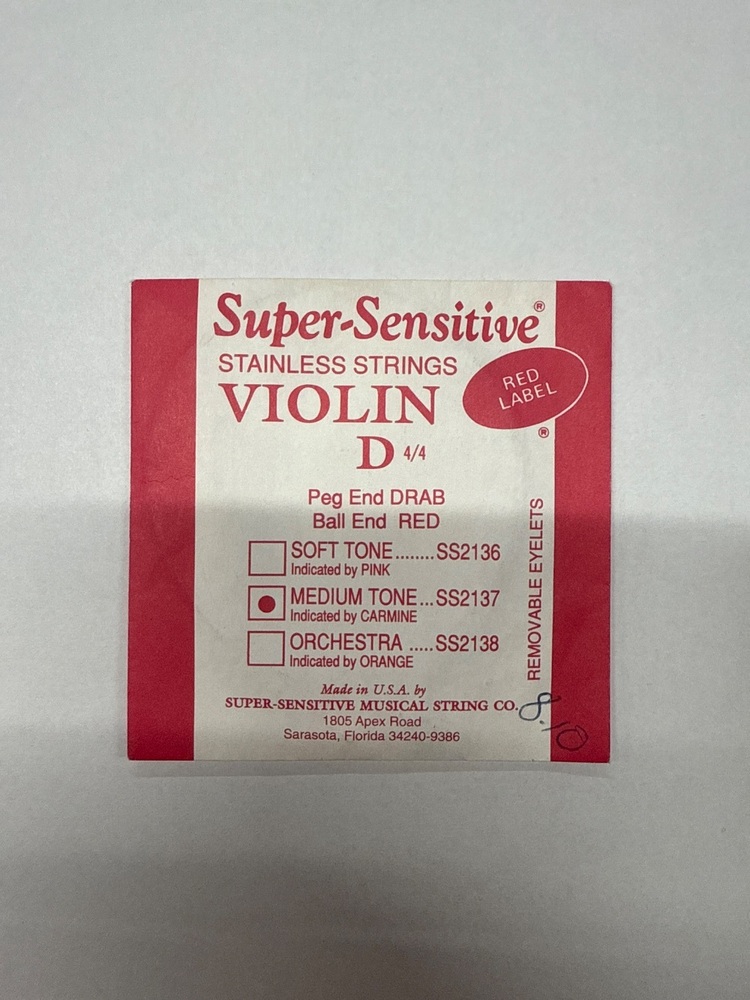 Super-Sensitive®
STAINLESS STRINGS
VIOLIN
D 4/4
RED
LABEL
®
Peg End DRAB
Ball End RED
SOFT TONE........SS2136
Indicated by PINK
MEDIUM TONE...SS2137
Indicated by CARMINE
ORCHESTRA .....SS2138
Indicated by ORANGE
REMOVABLE EYELETS
Made in U.S.A. by
SUPER-SENSITIVE MUSICAL STRING CO.
1805 Apex Road
Sarasota, Florida 34240-9386
8.10